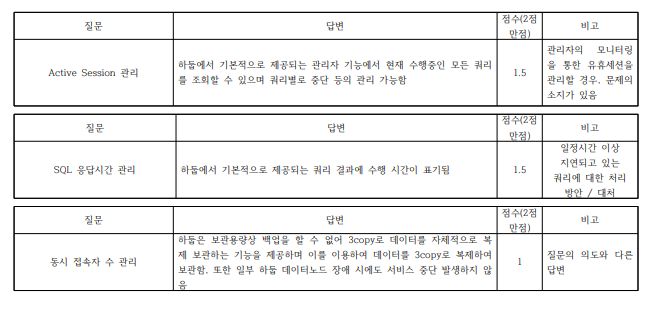 질문 답변 점수(2점
만점) 비고
Active Session 관리
하둡에서 기본적으로 제공되는 관리자 기능에서 현재 수행중인 모든 쿼리
를 조회할 수 있으며 쿼리별로 중단 등의 관리 가능함
1.5
관리자의 모니터링
을 통한 유휴세션을
관리할 경우, 문제의
소지가 있음
질문 답변 점수(2점
만점) 비고
SQL 응답시간 관리
하둡에서 기본적으로 제공되는 쿼리 결과에 수행 시간이 표기됨
1.5
일정시간 이상
지연되고 있는
쿼리에 대한 처리
방안 / 대처
질문 답변 점수(2점
만점) 비고
동시 접속자 수 관리
하둡은 보관용량상 백업을 할 수 없어 3copy로 데이터를 자체적으로 복
제 보관하는 기능을 제공하며 이를 이용하여 데이터를 3copy로 복제하여
보관함, 또한 일부 하둡 데이터노드 장애 시에도 서비스 중단 발생하지 않
음
1
질문의 의도와 다른
답변